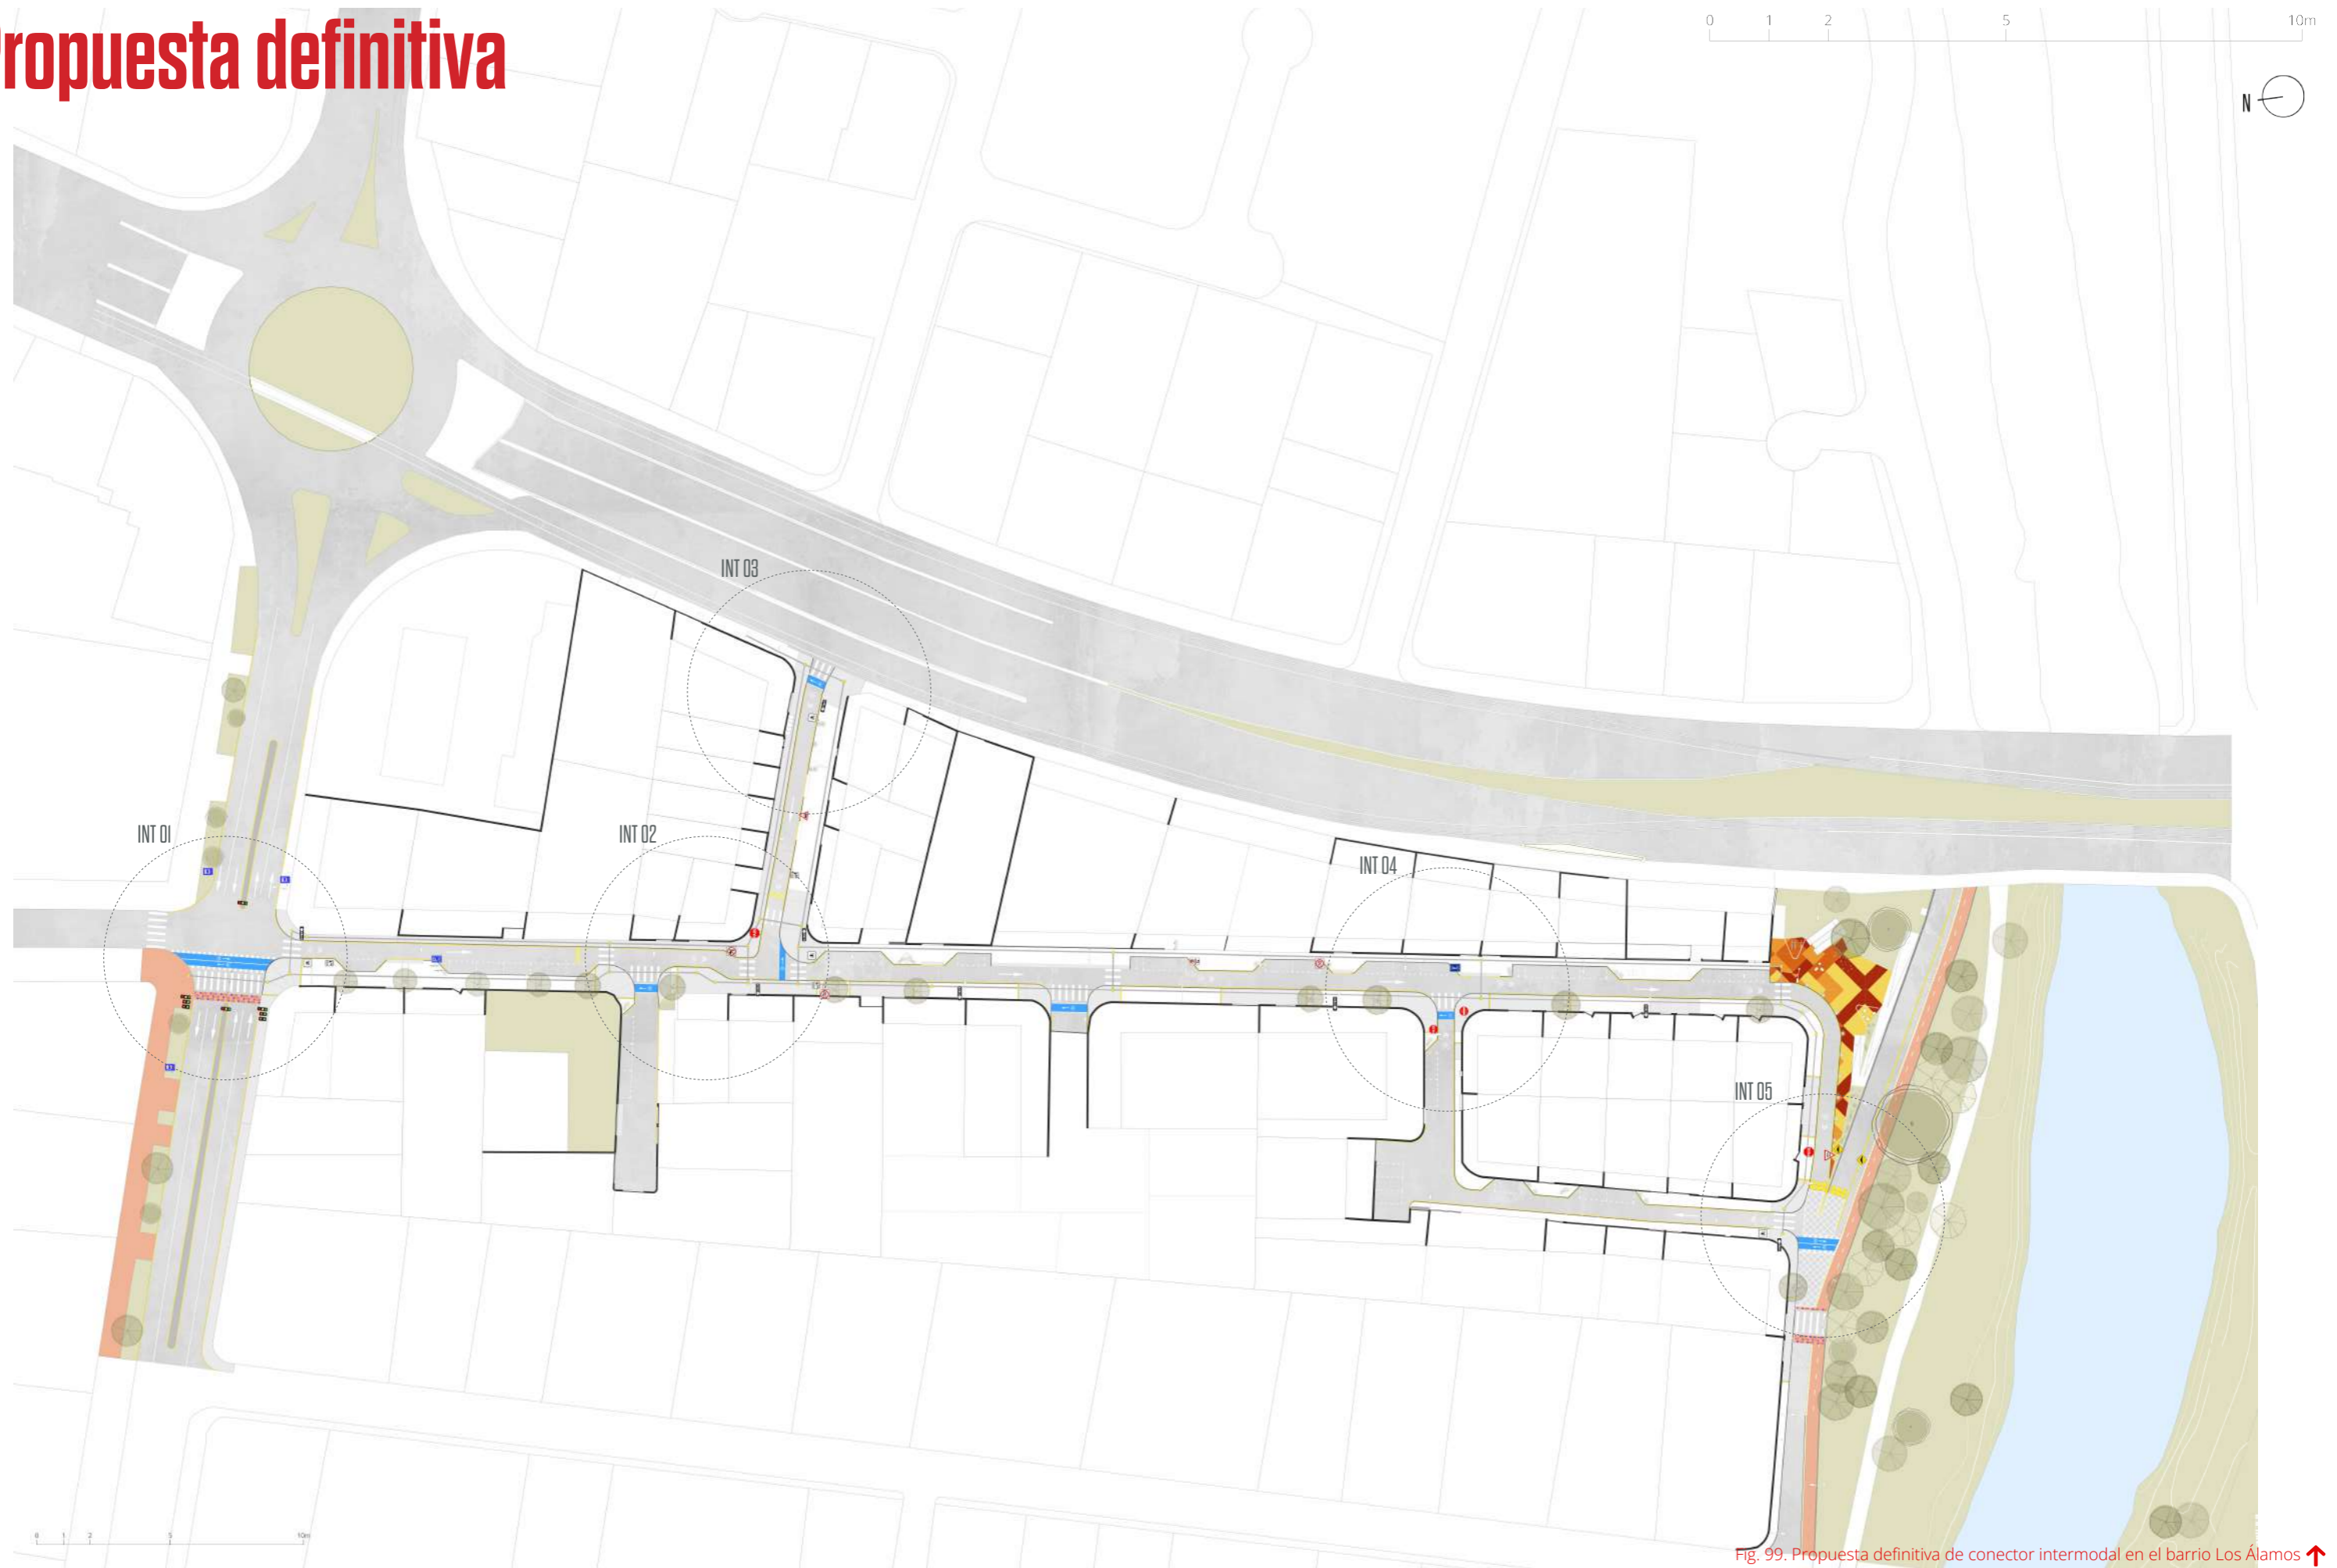 ropuesta definitiva
0 1 2 5 10m
N
INT 03
INT 01
INT 02
INT 04
INT 05
0 1 2 5 10m
Fig. 99. Propuesta definitiva de conector intermodal en el barrio Los Álamos